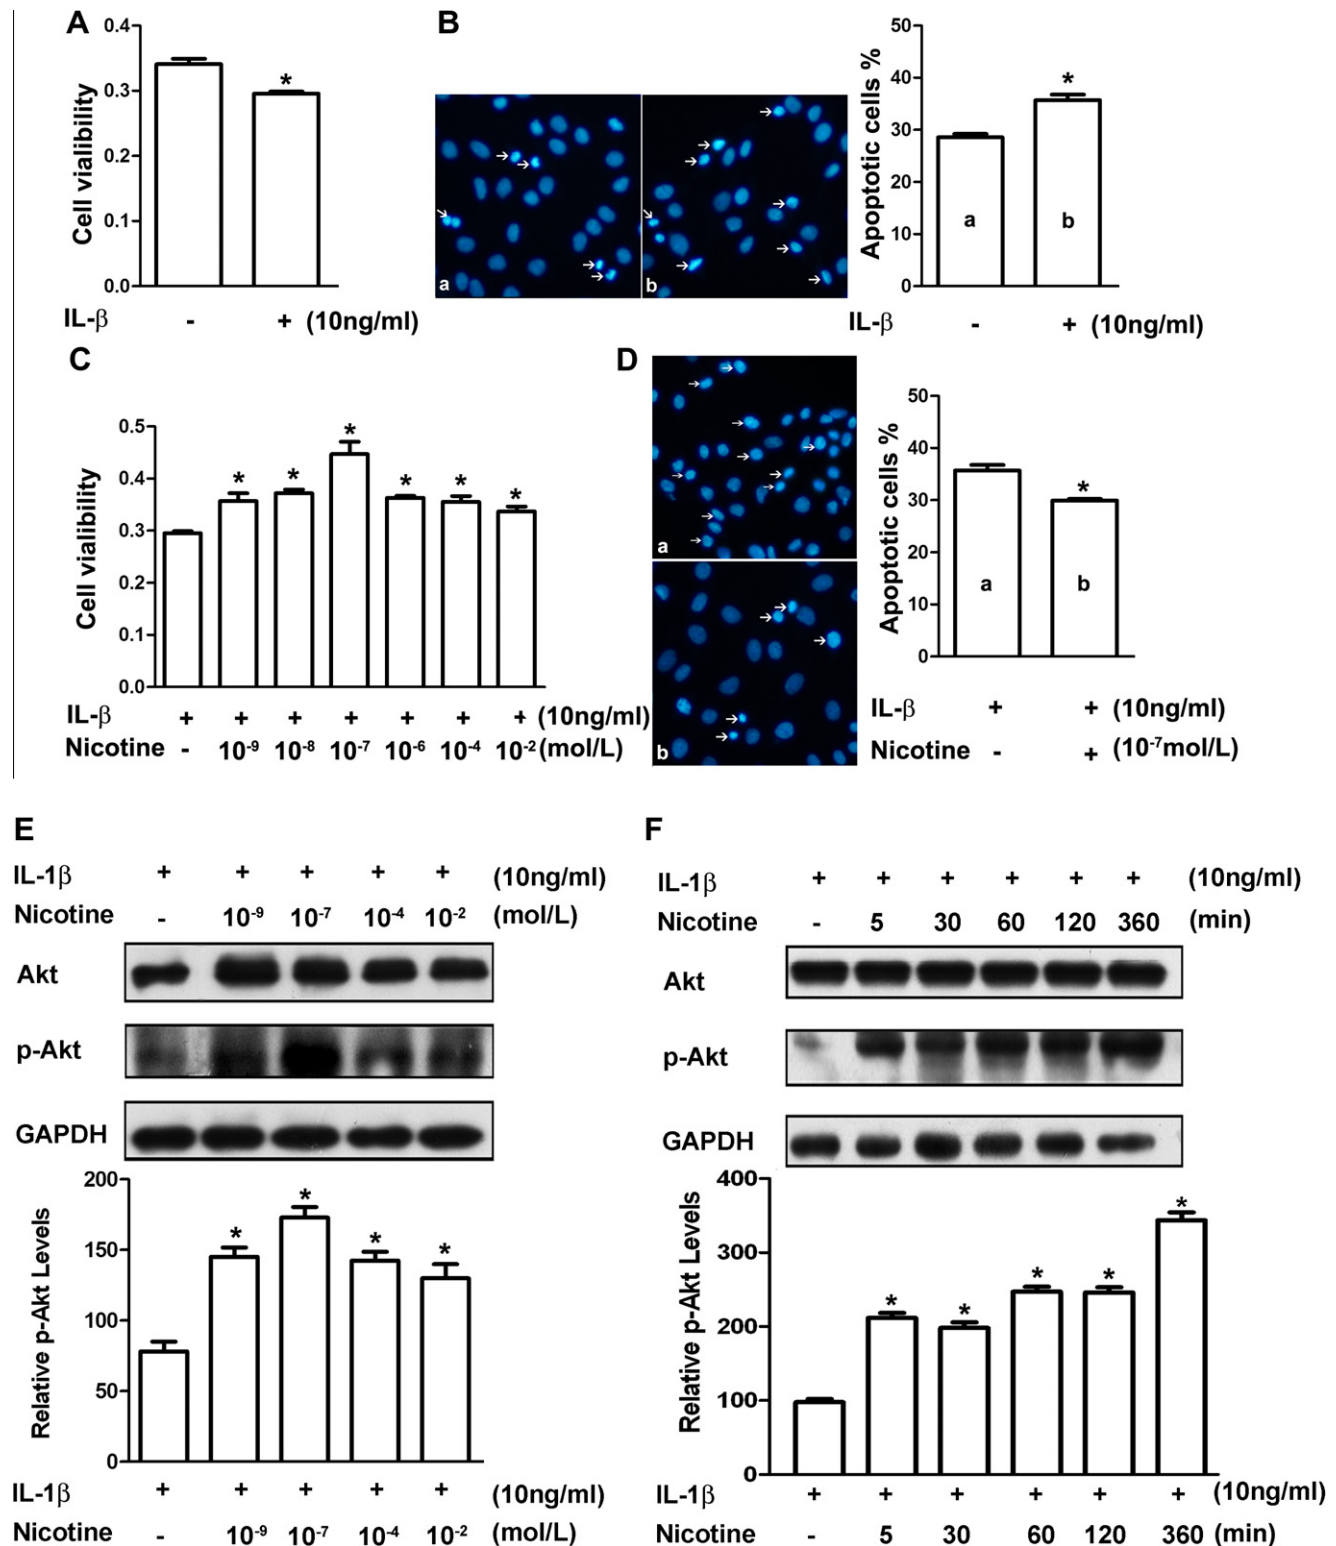 A
0.4
0.3
0.2
0.1
0.0
Cell vialibility
*
IL-β - + (10ng/ml)
B
a
b
50
40
30
20
10
0
Apoptotic cells %
*
a
b
IL-β - + (10ng/ml)
C
0.5
0.4
0.3
0.2
0.1
0.0
Cell vialibility
* * * * * *
IL-β + + + + + + + (10ng/ml)
Nicotine - 10-9 10-8 10-7 10-6 10-4 10-2 (mol/L)
D
a
b
50
40
30
20
10
0
Apoptotic cells %
*
a
b
IL-β + + (10ng/ml)
Nicotine - + (10-7mol/L)
E
IL-1β + + + + + (10ng/ml)
Nicotine - 10-9 10-7 10-4 10-2 (mol/L)
Akt
p-Akt
GAPDH
200
150
100
50
0
Relative p-Akt Levels
* * * *
IL-1β + + + + + (10ng/ml)
Nicotine - 10-9 10-7 10-4 10-2 (mol/L)
F
IL-1β + + + + + + (10ng/ml)
Nicotine - 5 30 60 120 360 (min)
Akt
p-Akt
GAPDH
400
300
200
100
0
Relative p-Akt Levels
* * * * *
IL-1β + + + + + + (10ng/ml)
Nicotine - 5 30 60 120 360 (min)